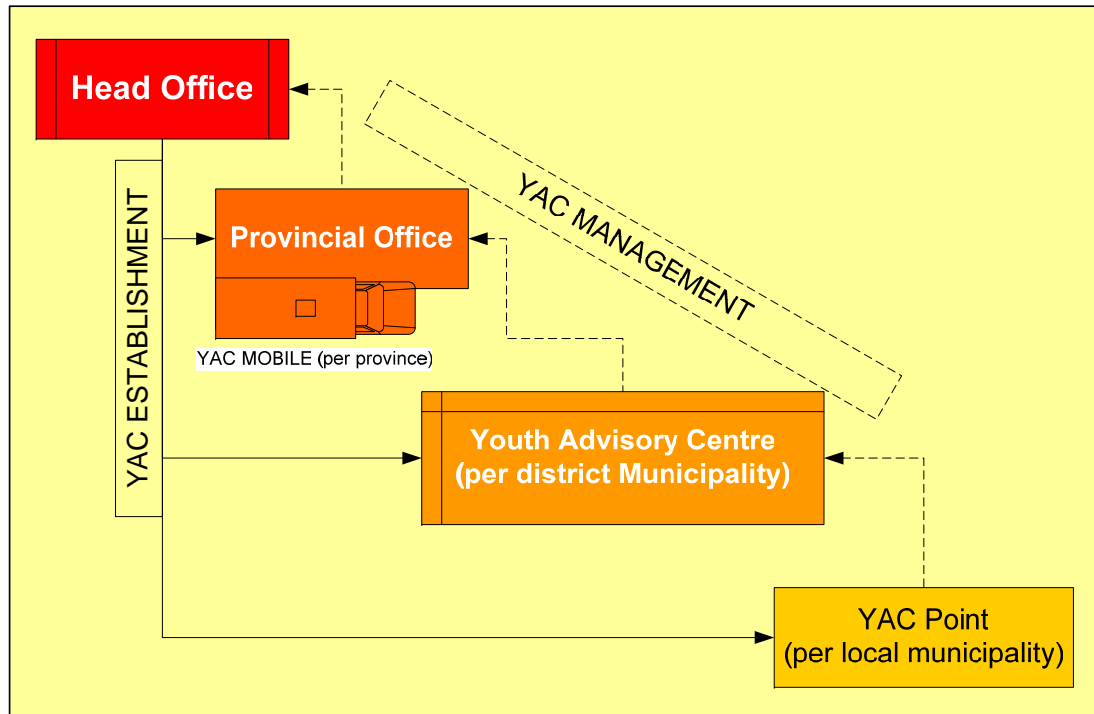 Head Office
YAC ESTABLISHMENT
YAC MANAGEMENT
Provincial Office
YAC MOBILE (per province)
Youth Advisory Centre
(per district Municipality)
YAC Point
(per local municipality)